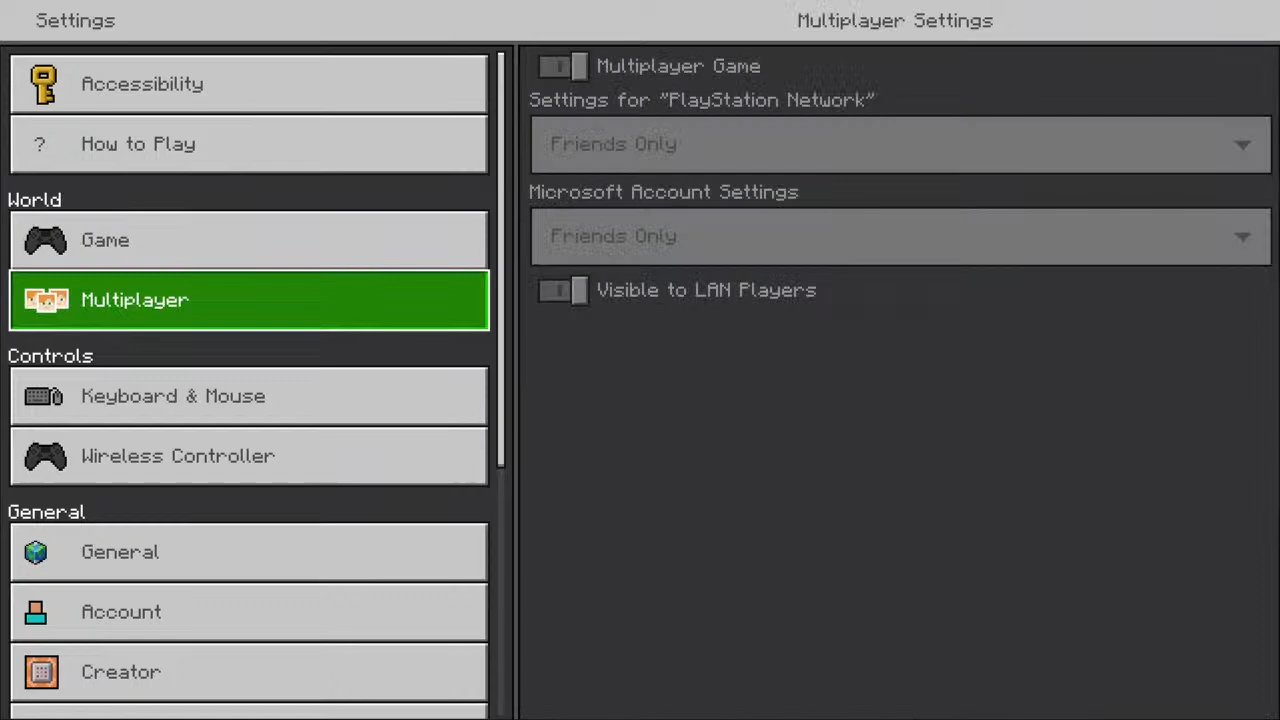 Settings
Multiplayer Settings
Accessibility
? How to Play
World
Game
Multiplayer
Controls
Keyboard & Mouse
Wireless Controller
General
General
Account
Creator
Multiplayer Game
Settings for "PlayStation Network"
Friends Only
Microsoft Account Settings
Friends Only
Visible to LAN Players